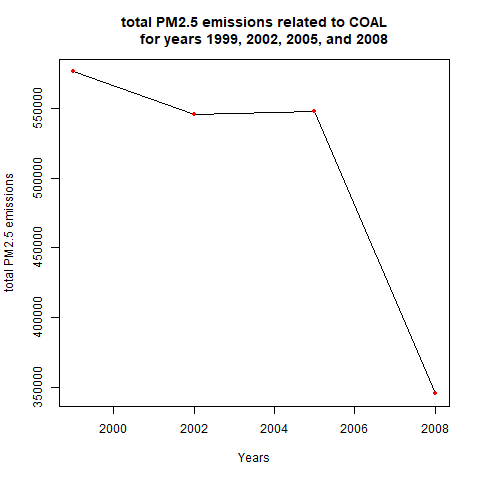 total PM2.5 emissions related to COAL
for years 1999, 2002, 2005, and 2008
total PM2.5 emissions
550000
500000
450000
400000
350000
2000 2002 2004 2006 2008
Years